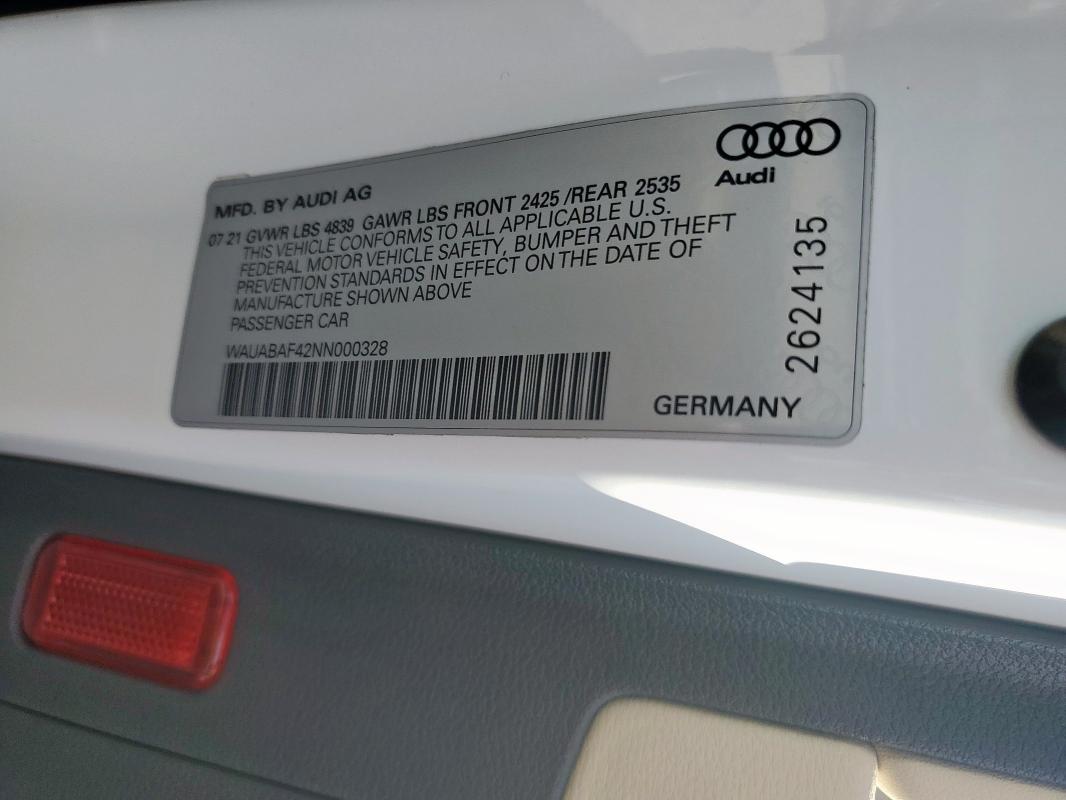 Audi
MFD. BY AUDI AG
07 21 GVWR LBS 4839 GAWR LBS FRONT 2425 /REAR 2535
THIS VEHICLE CONFORMS TO ALL APPLICABLE U.S.
FEDERAL MOTOR VEHICLE SAFETY, BUMPER AND THEFT
PREVENTION STANDARDS IN EFFECT ON THE DATE OF
MANUFACTURE SHOWN ABOVE
PASSENGER CAR
WAUABAF42NN000328
GERMANY
2624135